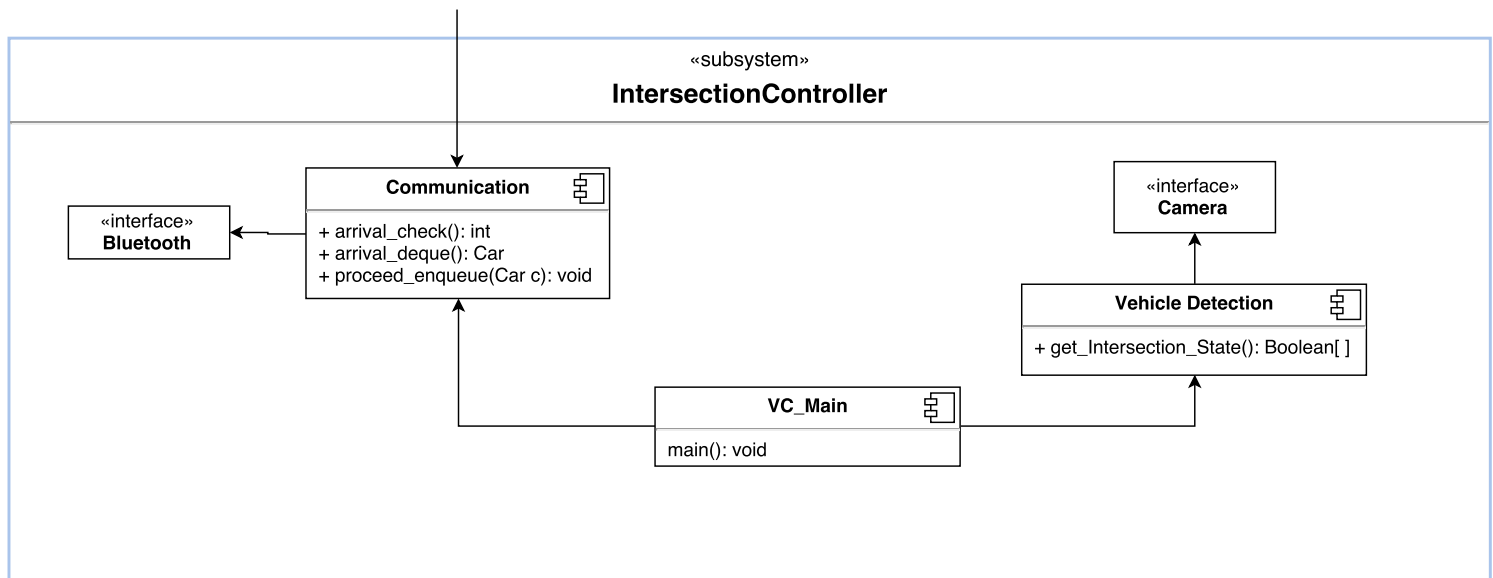 «subsystem»
IntersectionController
Communication
+ arrival_check(): int
+ arrival_deque(): Car
+ proceed_enqueue(Car c): void
«interface»
Bluetooth
«interface»
Camera
Vehicle Detection
+ get_Intersection_State(): Boolean[ ]
VC_Main
main(): void